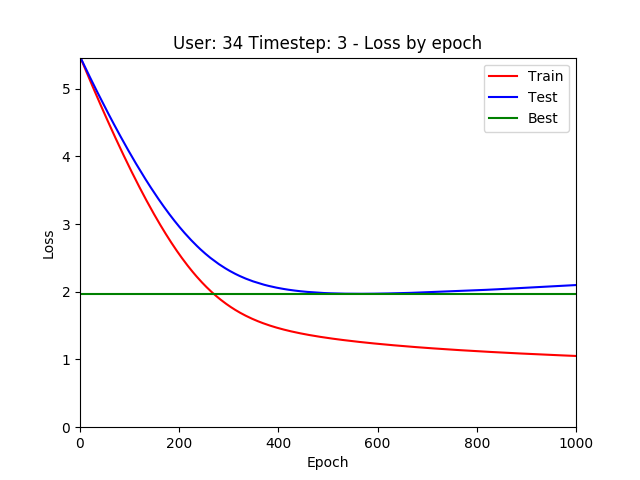 User: 34 Timestep: 3 - Loss by epoch
Train
Test
Best
5
4
3
2
1
0
Loss
0 200 400 600 800 1000
Epoch